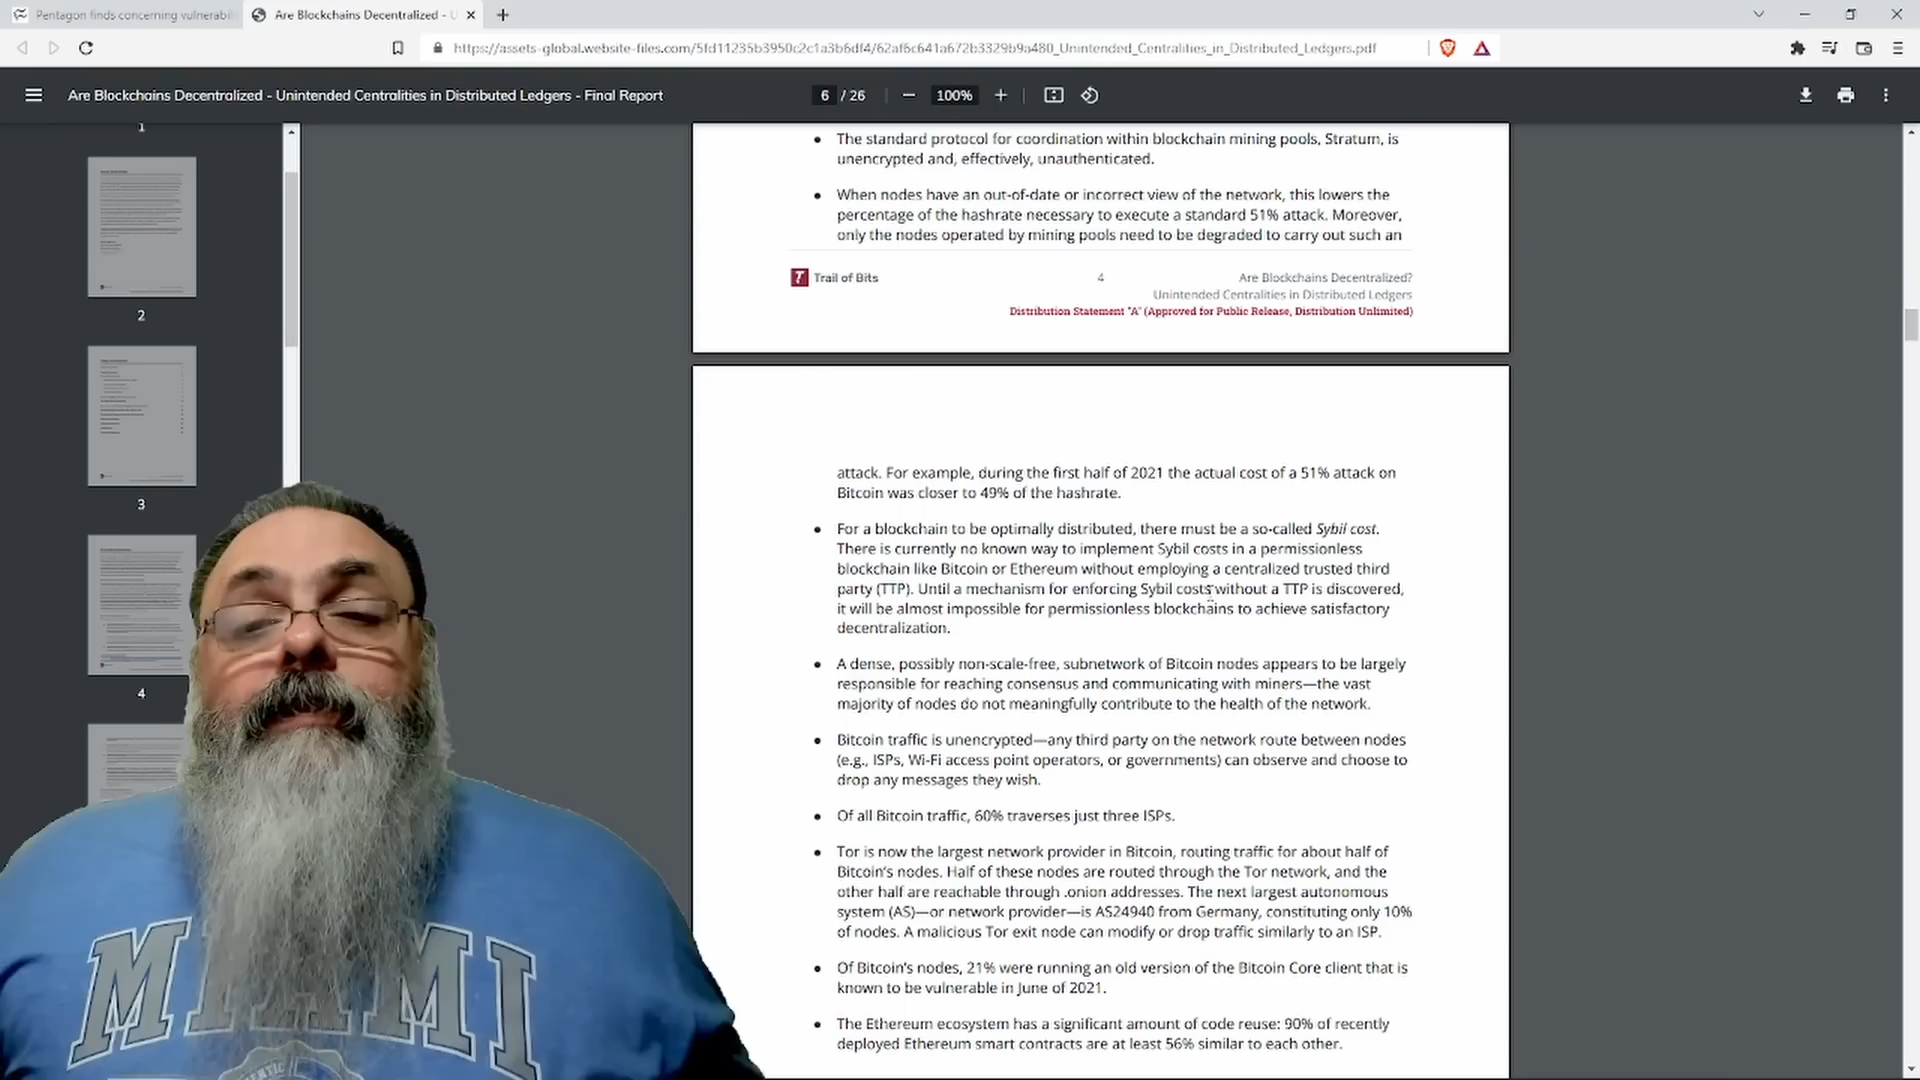 Pentagon finds concerning vulnerabili
Are Blockchains Decentralized - U
https://assets-global.website-files.com/5fd11235b3950c2c1a3b6df4/62af6c641a672b3329b9a480_Unintended_Centralities_in_Distributed_Ledgers.pdf
Are Blockchains Decentralized - Unintended Centralities in Distributed Ledgers - Final Report
6 / 26
100%
1
2
3
4
The standard protocol for coordination within blockchain mining pools, Stratum, is
unencrypted and, effectively, unauthenticated.
When nodes have an out-of-date or incorrect view of the network, this lowers the
percentage of the hashrate necessary to execute a standard 51% attack. Moreover,
only the nodes operated by mining pools need to be degraded to carry out such an
T Trail of Bits
4
Are Blockchains Decentralized?
Unintended Centralities in Distributed Ledgers
Distribution Statement "A" (Approved for Public Release, Distribution Unlimited)
attack. For example, during the first half of 2021 the actual cost of a 51% attack on
Bitcoin was closer to 49% of the hashrate.
For a blockchain to be optimally distributed, there must be a so-called Sybil cost.
There is currently no known way to implement Sybil costs in a permissionless
blockchain like Bitcoin or Ethereum without employing a centralized trusted third
party (TTP). Until a mechanism for enforcing Sybil costs without a TTP is discovered,
it will be almost impossible for permissionless blockchains to achieve satisfactory
decentralization.
A dense, possibly non-scale-free, subnetwork of Bitcoin nodes appears to be largely
responsible for reaching consensus and communicating with miners—the vast
majority of nodes do not meaningfully contribute to the health of the network.
Bitcoin traffic is unencrypted—any third party on the network route between nodes
(e.g., ISPs, Wi-Fi access point operators, or governments) can observe and choose to
drop any messages they wish.
Of all Bitcoin traffic, 60% traverses just three ISPs.
Tor is now the largest network provider in Bitcoin, routing traffic for about half of
Bitcoin's nodes. Half of these nodes are routed through the Tor network, and the
other half are reachable through .onion addresses. The next largest autonomous
system (AS)—or network provider—is AS24940 from Germany, constituting only 10%
of nodes. A malicious Tor exit node can modify or drop traffic similarly to an ISP.
Of Bitcoin's nodes, 21% were running an old version of the Bitcoin Core client that is
known to be vulnerable in June of 2021.
The Ethereum ecosystem has a significant amount of code reuse: 90% of recently
deployed Ethereum smart contracts are at least 56% similar to each other.
MIAMI